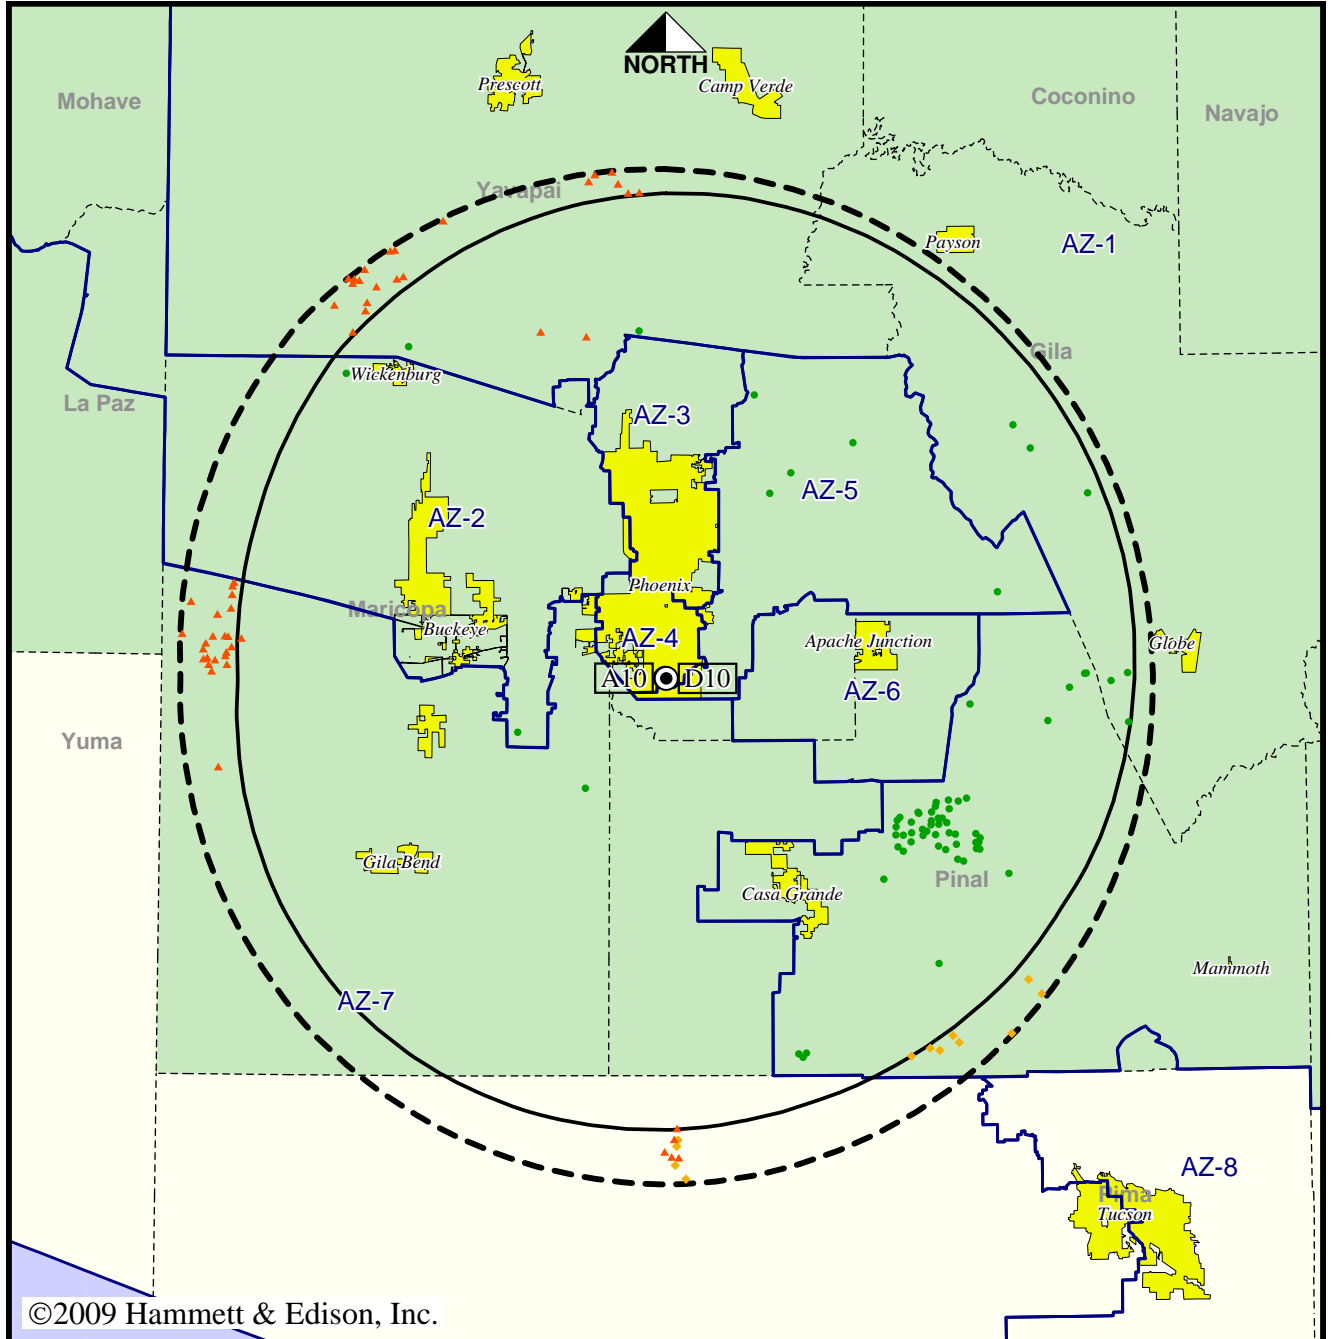 NORTH
Prescott
Camp Verde
Mohave
Coconino
Navajo
Yavapai
Payson
AZ-1
Gila
Wickenburg
La Paz
AZ-3
AZ-5
AZ-2
Phoenix
Maricopa
Buckeye
AZ-4
Apache Junction
Globe
A10
D10
AZ-6
Yuma
Gila Bend
Casa Grande
Pinal
Mammoth
AZ-7
AZ-8
Pima
Tucson
©2009 Hammett & Edison, Inc.